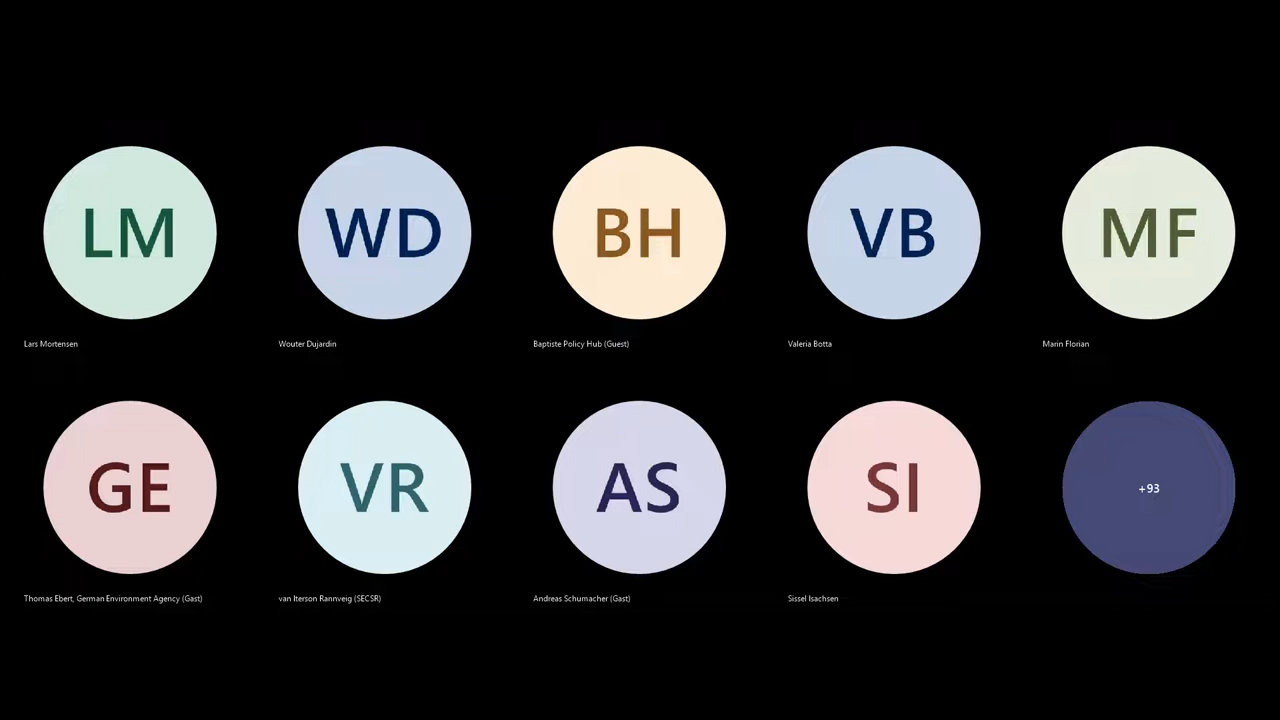 LM
WD
BH
VB
MF
Lars Mortensen
Wouter Dujardin
Baptiste Policy Hub (Guest)
Valeria Botta
Marin Florian
GE
VR
AS
SI
+93
Thomas Ebert, German Environment Agency (Gast)
van Iterson Rannveig (SECSR)
Andreas Schumacher (Gast)
Sissel Isachsen